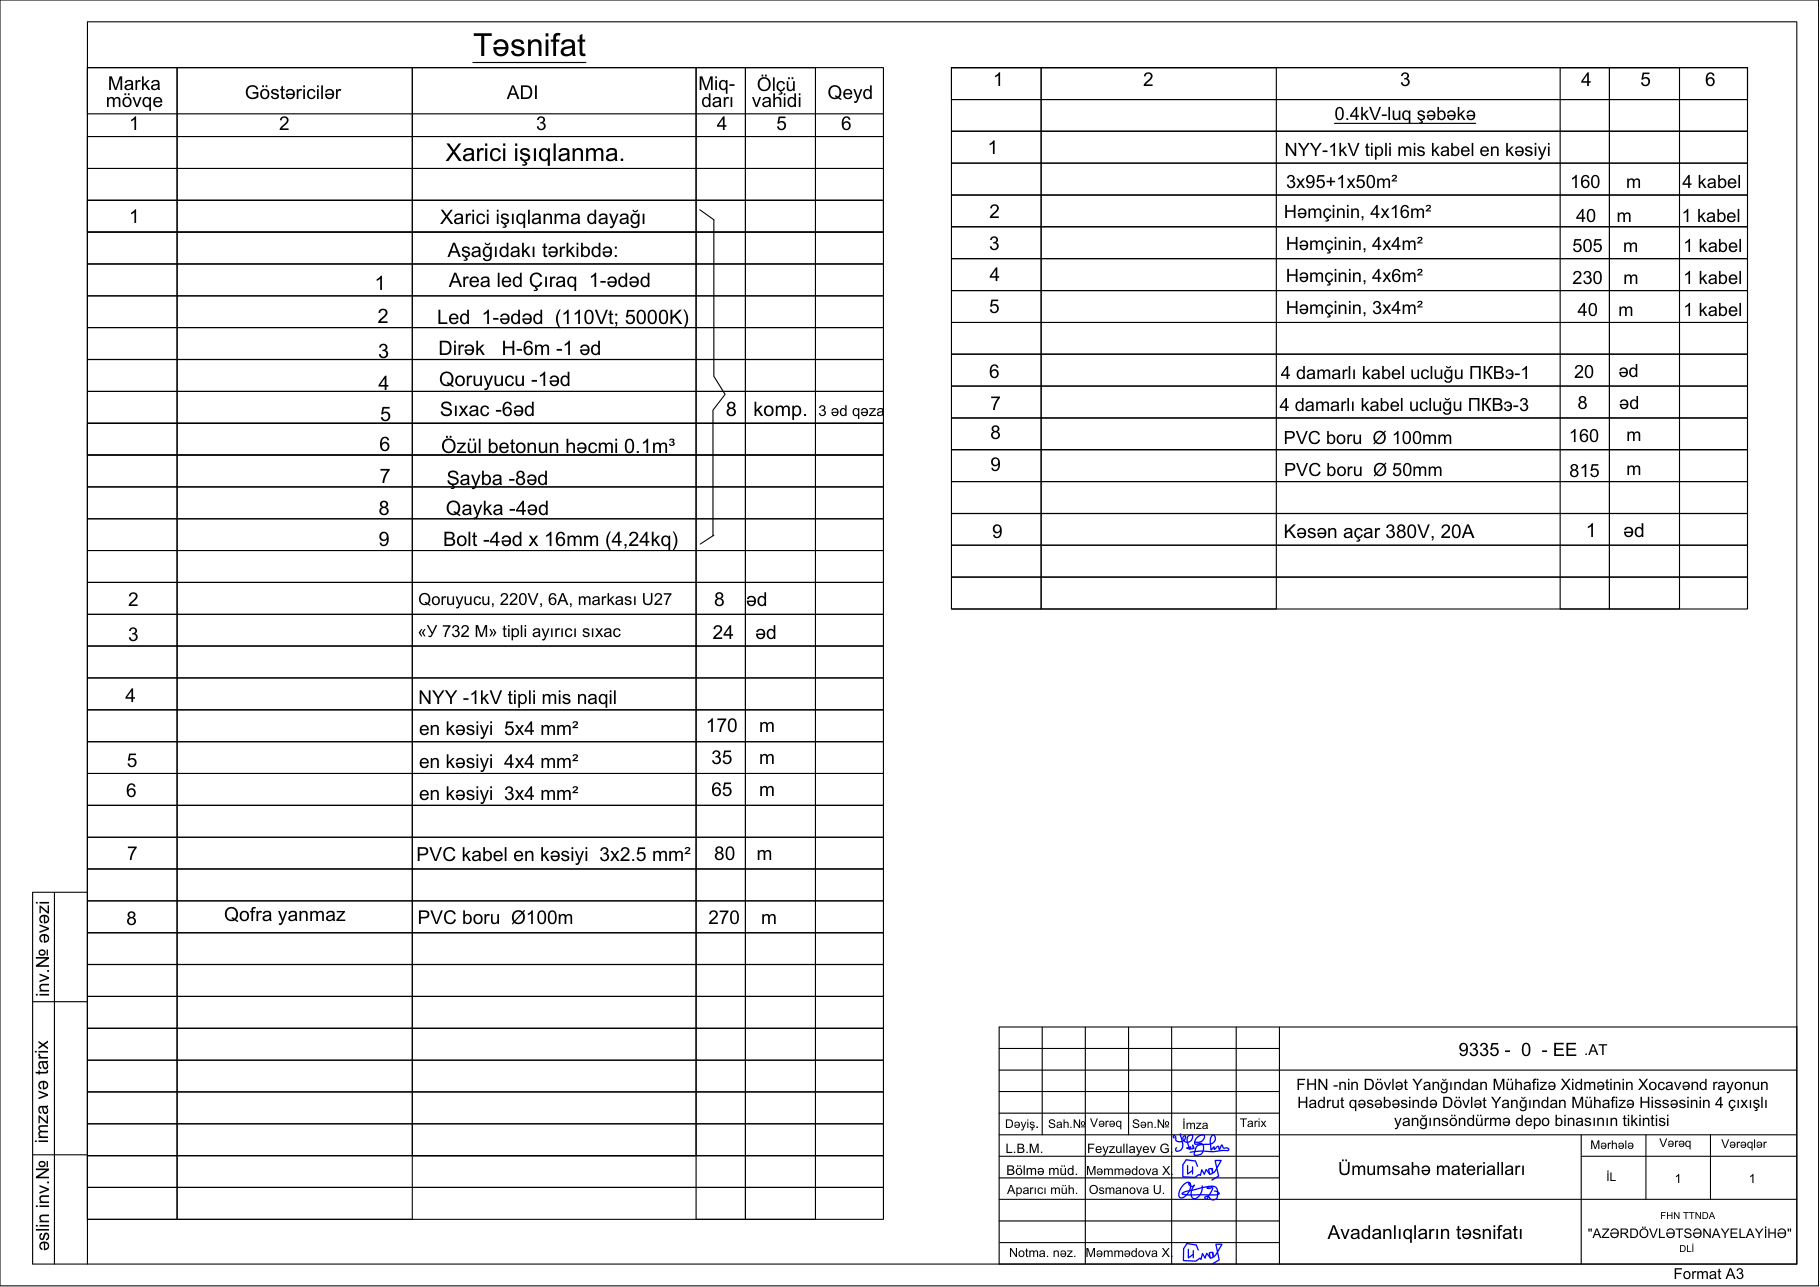 Təsnifat
Marka mövqe Göstəricilər ADI Miq-darı Ölçü vahidi Qeyd
1 2 3 4 5 6
Xarici işıqlanma.
1 Xarici işıqlanma dayağı
Aşağıdakı tərkibdə:
1 Area led Çıraq 1-ədəd
2 Led 1-ədəd (110Vt; 5000K)
3 Dirək H-6m -1 əd
4 Qoruyucu -1əd
5 Sıxac -6əd 8 komp. 3 əd qəza
6 Özül betonun həcmi 0.1m³
7 Şayba -8əd
8 Qayka -4əd
9 Bolt -4əd x 16mm (4,24kq)
2 Qoruyucu, 220V, 6A, markası U27 8 əd
3 «У 732 М» tipli ayırıcı sıxac 24 əd
4 NYY -1kV tipli mis naqil
en kəsiyi 5x4 mm² 170 m
5 en kəsiyi 4x4 mm² 35 m
6 en kəsiyi 3x4 mm² 65 m
7 PVC kabel en kəsiyi 3x2.5 mm² 80 m
8 Qofra yanmaz PVC boru Ø100m 270 m
1 2 3 4 5 6
0.4kV-luq şəbəkə
1 NYY-1kV tipli mis kabel en kəsiyi
3x95+1x50m² 160 m 4 kabel
2 Həmçinin, 4x16m² 40 m 1 kabel
3 Həmçinin, 4x4m² 505 m 1 kabel
4 Həmçinin, 4x6m² 230 m 1 kabel
5 Həmçinin, 3x4m² 40 m 1 kabel
6 4 damarlı kabel ucluğu ПКВэ-1 20 əd
7 4 damarlı kabel ucluğu ПКВэ-3 8 əd
8 PVC boru Ø 100mm 160 m
9 PVC boru Ø 50mm 815 m
9 Kəsən açar 380V, 20A 1 əd
inv.№ əvəzi
imza və tarix
əslin inv.№
9335 - 0 - EE .AT
FHN -nin Dövlət Yanğından Mühafizə Xidmətinin Xocavənd rayonun
Hadrut qəsəbəsində Dövlət Yanğından Mühafizə Hissəsinin 4 çıxışlı
yanğınsöndürmə depo binasının tikintisi
Dəyiş. Sah.№ Vərəq Sən.№ İmza Tarix
L.B.M. Feyzullayev G
Bölmə müd. Məmmədova X.
Aparıcı müh. Osmanova U.
Notma. nəz. Məmmədova X.
Ümumsahə materialları
Mərhələ Vərəq Vərəqlər
İL 1 1
Avadanlıqların təsnifatı
FHN TTNDA
"AZƏRDÖVLƏTSƏNAYELAYİHƏ"
DLİ
Format A3